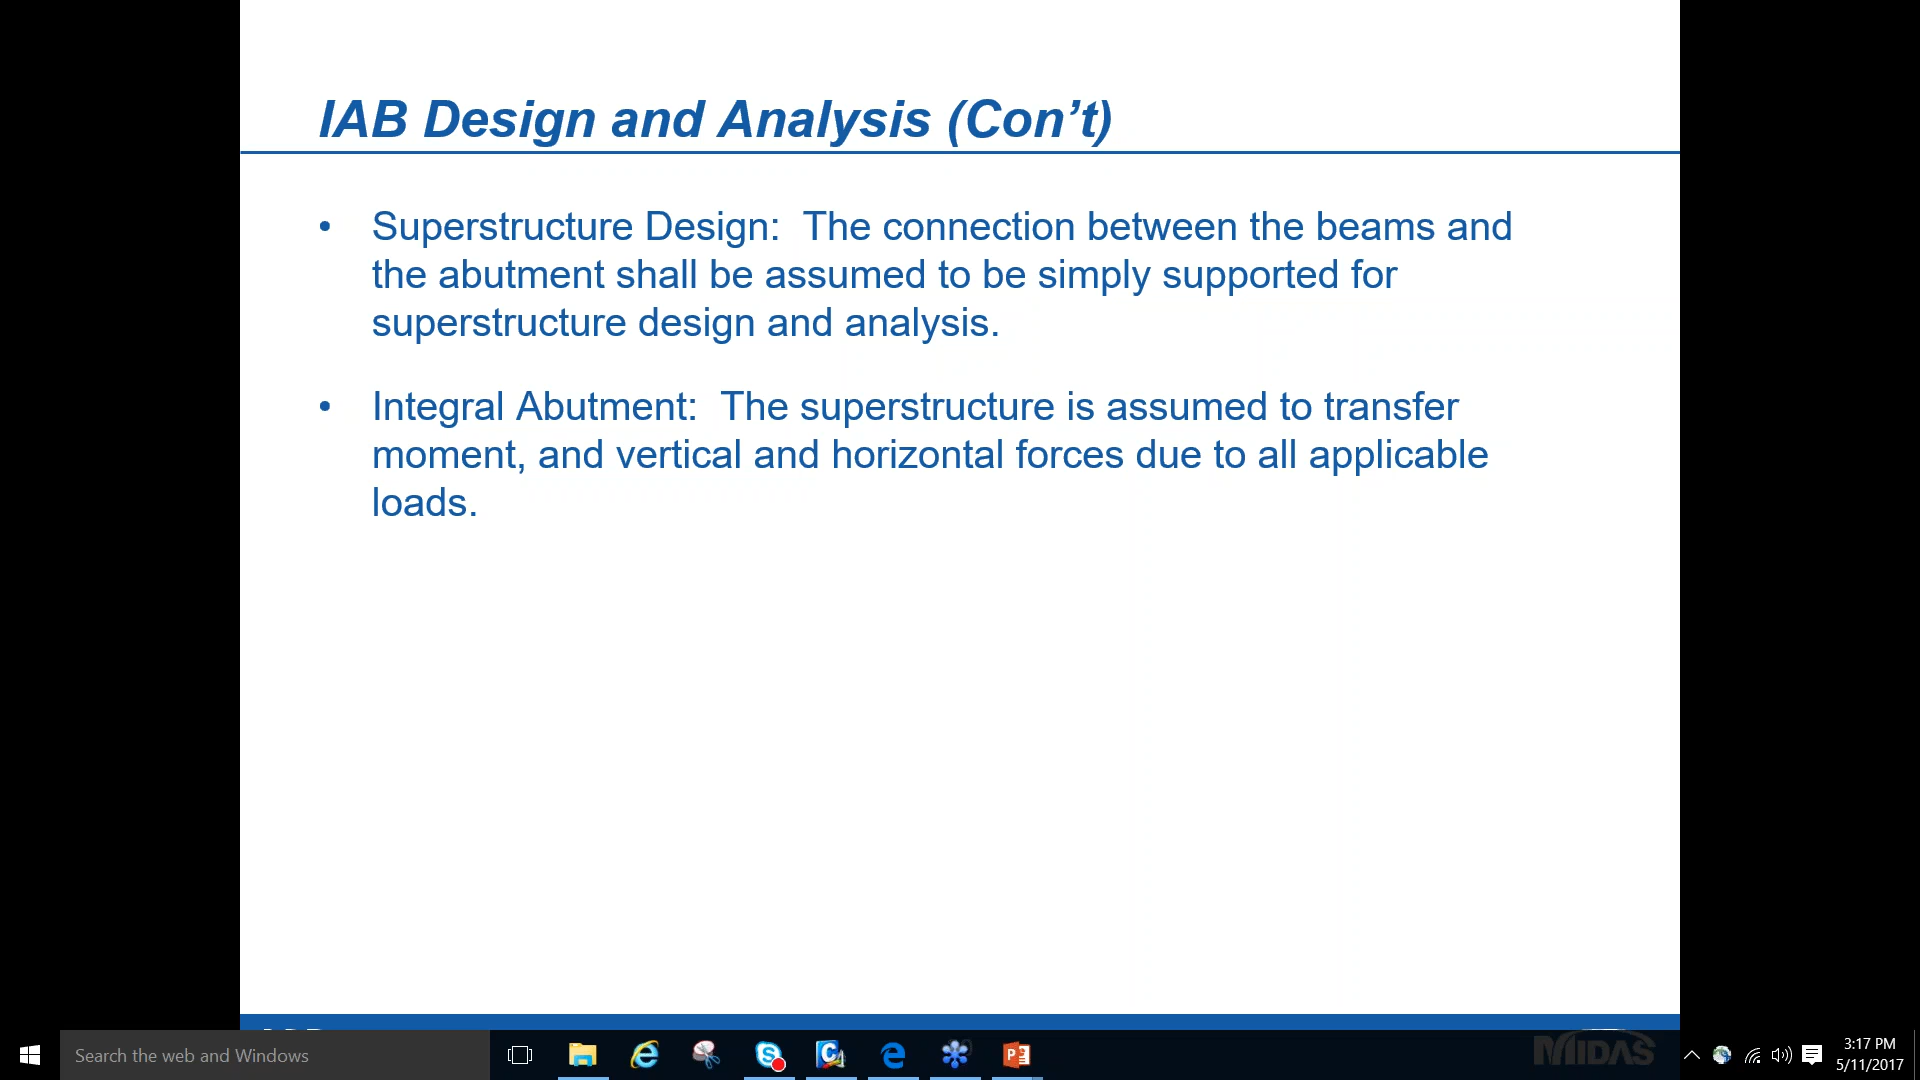 IAB Design and Analysis (Con’t)
• Superstructure Design: The connection between the beams and
the abutment shall be assumed to be simply supported for
superstructure design and analysis.
• Integral Abutment: The superstructure is assumed to transfer
moment, and vertical and horizontal forces due to all applicable
loads.
Search the web and Windows
MIDAS
3:17 PM
5/11/2017